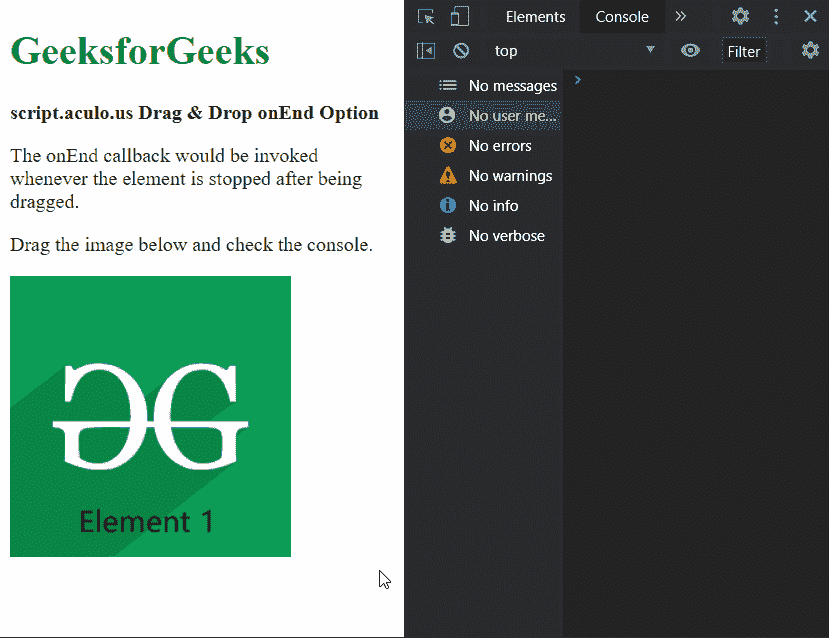 GeeksforGeeks
script.aculo.us Drag & Drop onEnd Option
The onEnd callback would be invoked
whenever the element is stopped after being
dragged.
Drag the image below and check the console.
Element 1
Elements Console
top Filter
No messages
No user me...
No errors
No warnings
No info
No verbose